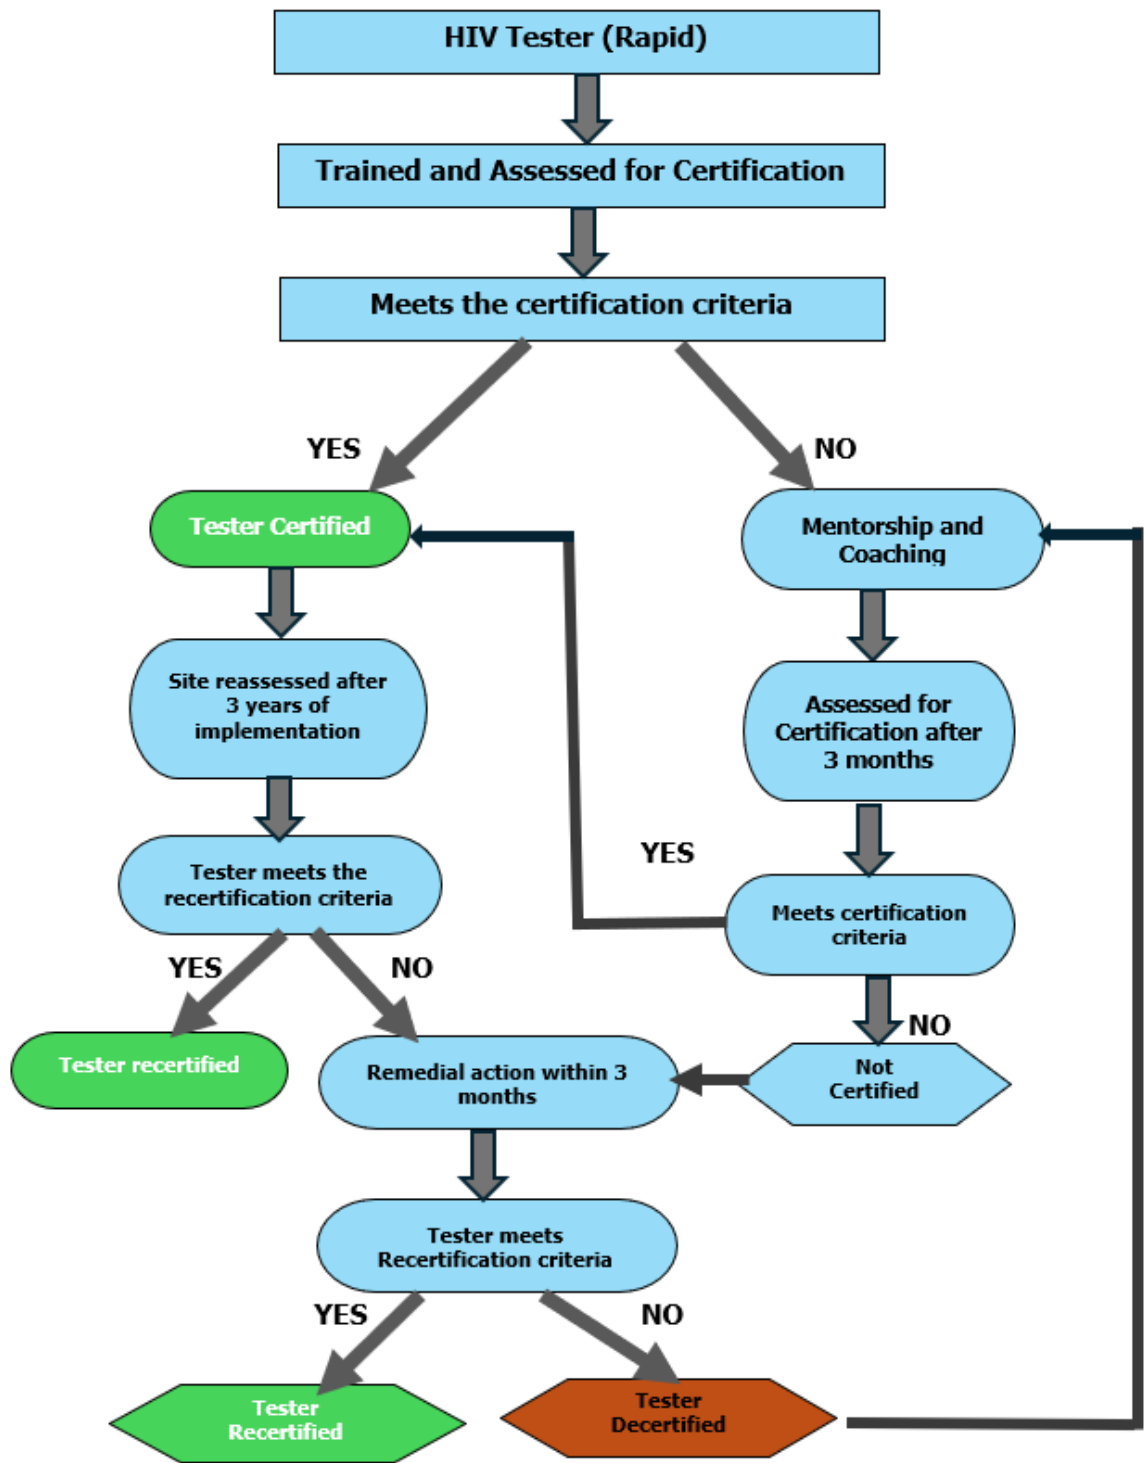 HIV Tester (Rapid)
Trained and Assessed for Certification
Meets the certification criteria
YES
NO
Tester Certified
Mentorship and
Coaching
Site reassessed after
3 years of
implementation
Assessed for
Certification after
3 months
YES
Tester meets the
recertification criteria
Meets certification
criteria
YES
NO
NO
Tester recertified
Remedial action within 3
months
Not
Certified
Tester meets
Recertification criteria
YES
NO
Tester
Recertified
Tester
Decertified